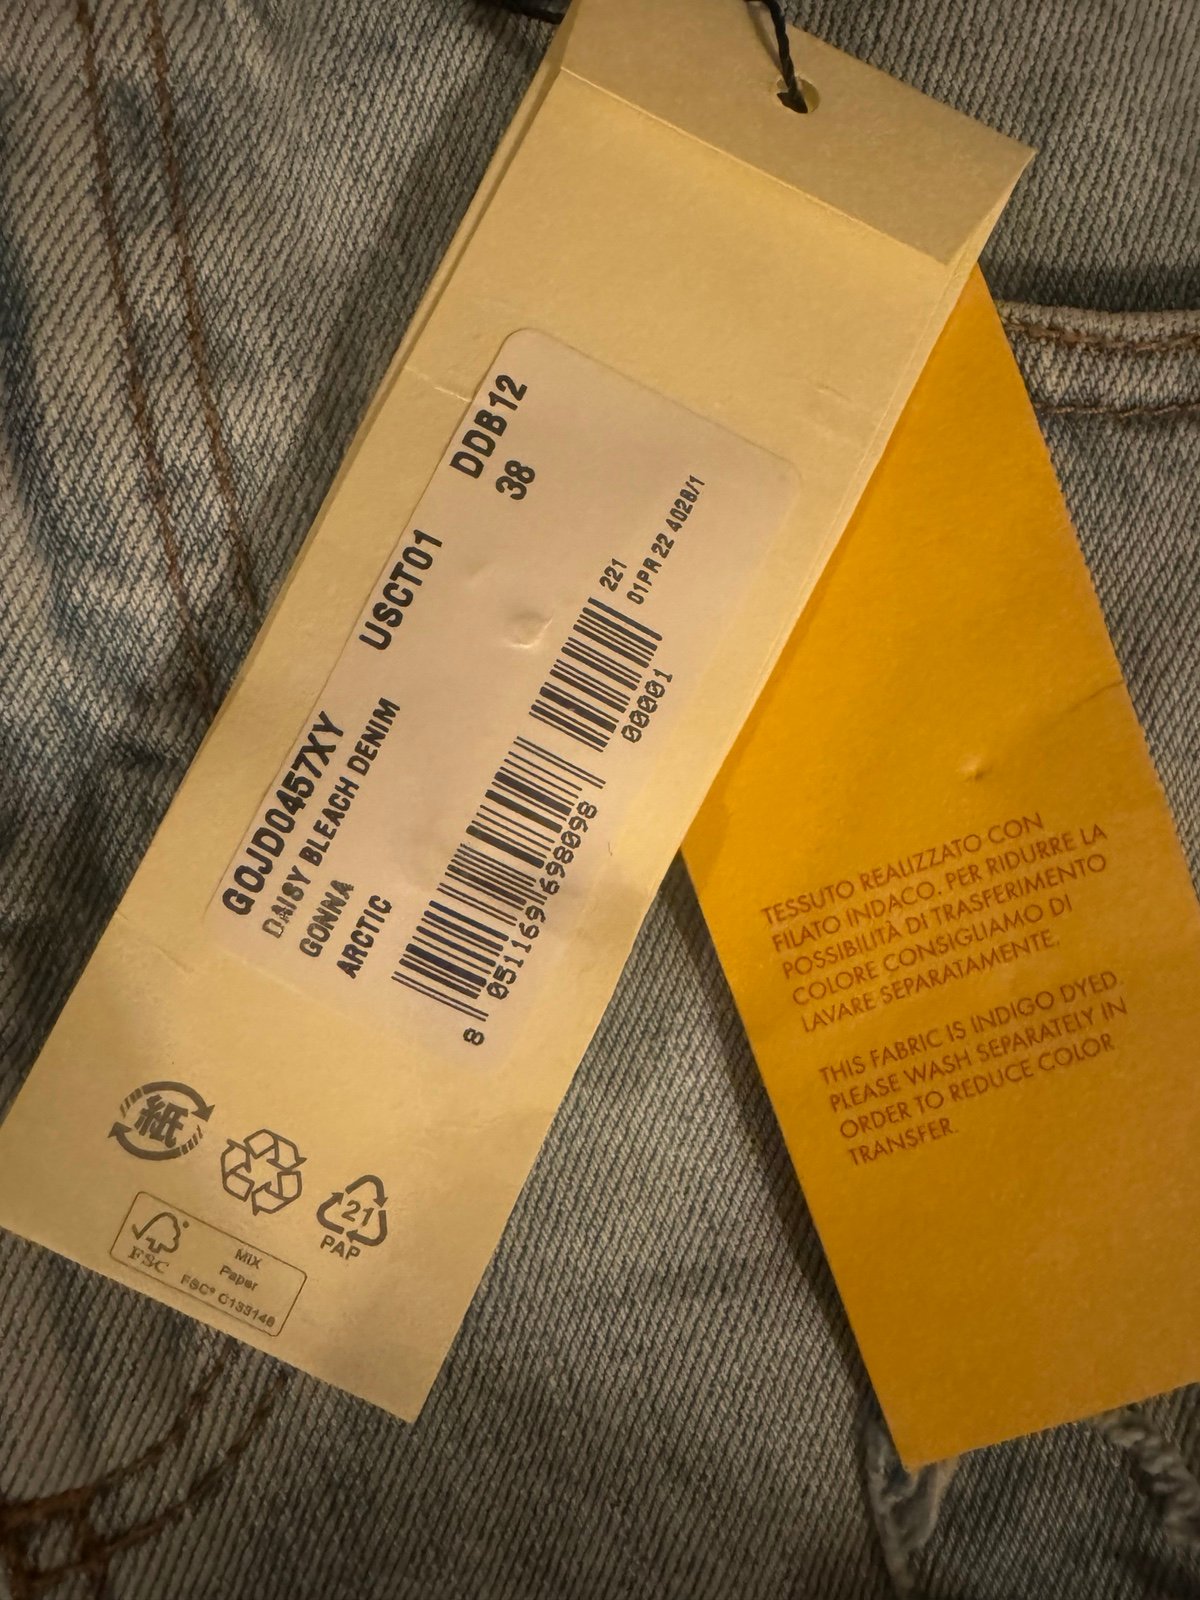 GOJD0457XY USCT01 DDB12
DAISY BLEACH DENIM 38
GONNA
ARCTIC
221
01PR22 4028/1
8 051169 698098
00001
紙
21
PAP
FSC
MIX
Paper
FSC® C133148
TESSUTO REALIZZATO CON
FILATO INDACO. PER RIDURRE LA
POSSIBILITÀ DI TRASFERIMENTO
COLORE CONSIGLIAMO DI
LAVARE SEPARATAMENTE.
THIS FABRIC IS INDIGO DYED.
PLEASE WASH SEPARATELY IN
ORDER TO REDUCE COLOR
TRANSFER.